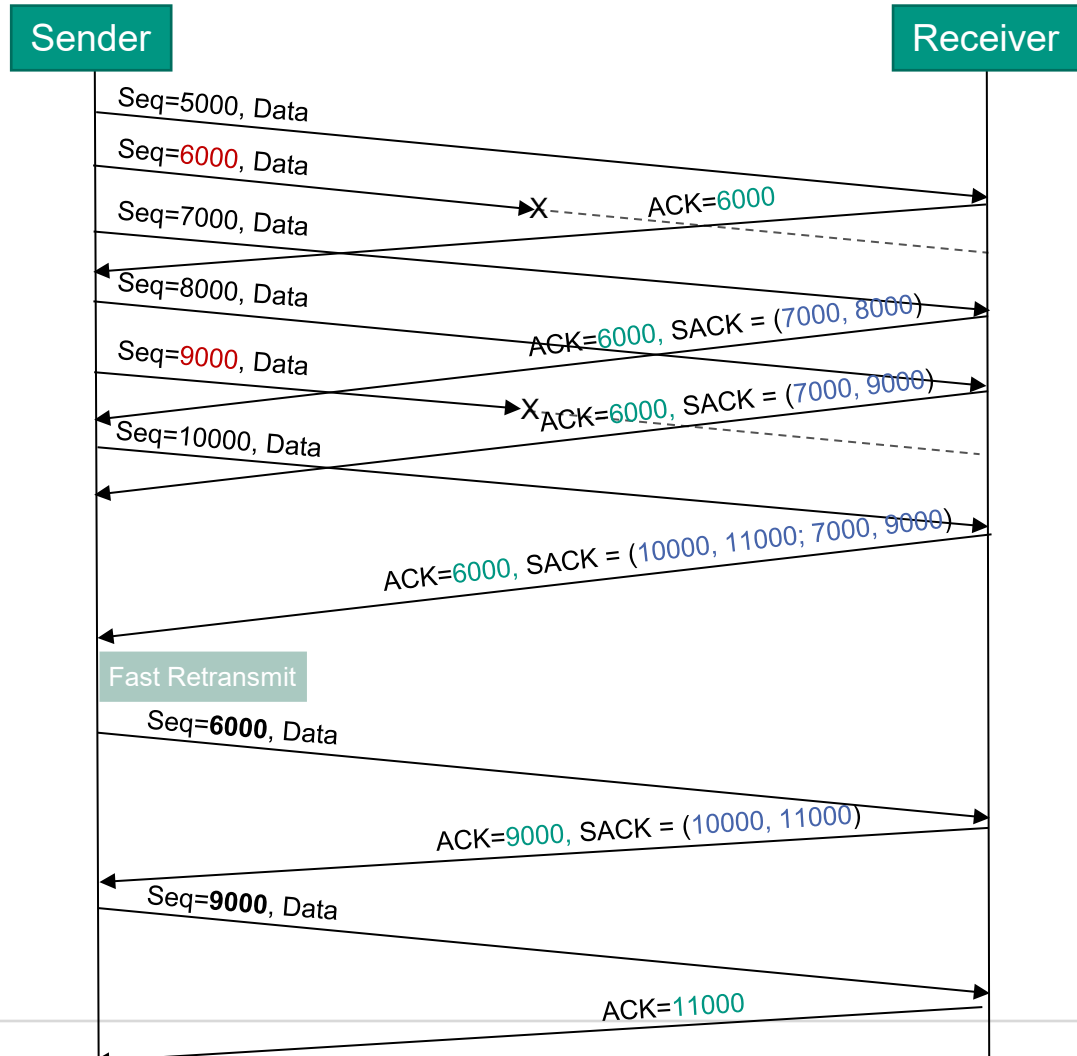 Sender
Receiver
Seq=5000, Data
Seq=6000, Data
ACK=6000
Seq=7000, Data
Seq=8000, Data
ACK=6000, SACK = (7000, 8000)
Seq=9000, Data
ACK=6000, SACK = (7000, 9000)
Seq=10000, Data
ACK=6000, SACK = (10000, 11000; 7000, 9000)
Fast Retransmit
Seq=6000, Data
ACK=9000, SACK = (10000, 11000)
Seq=9000, Data
ACK=11000